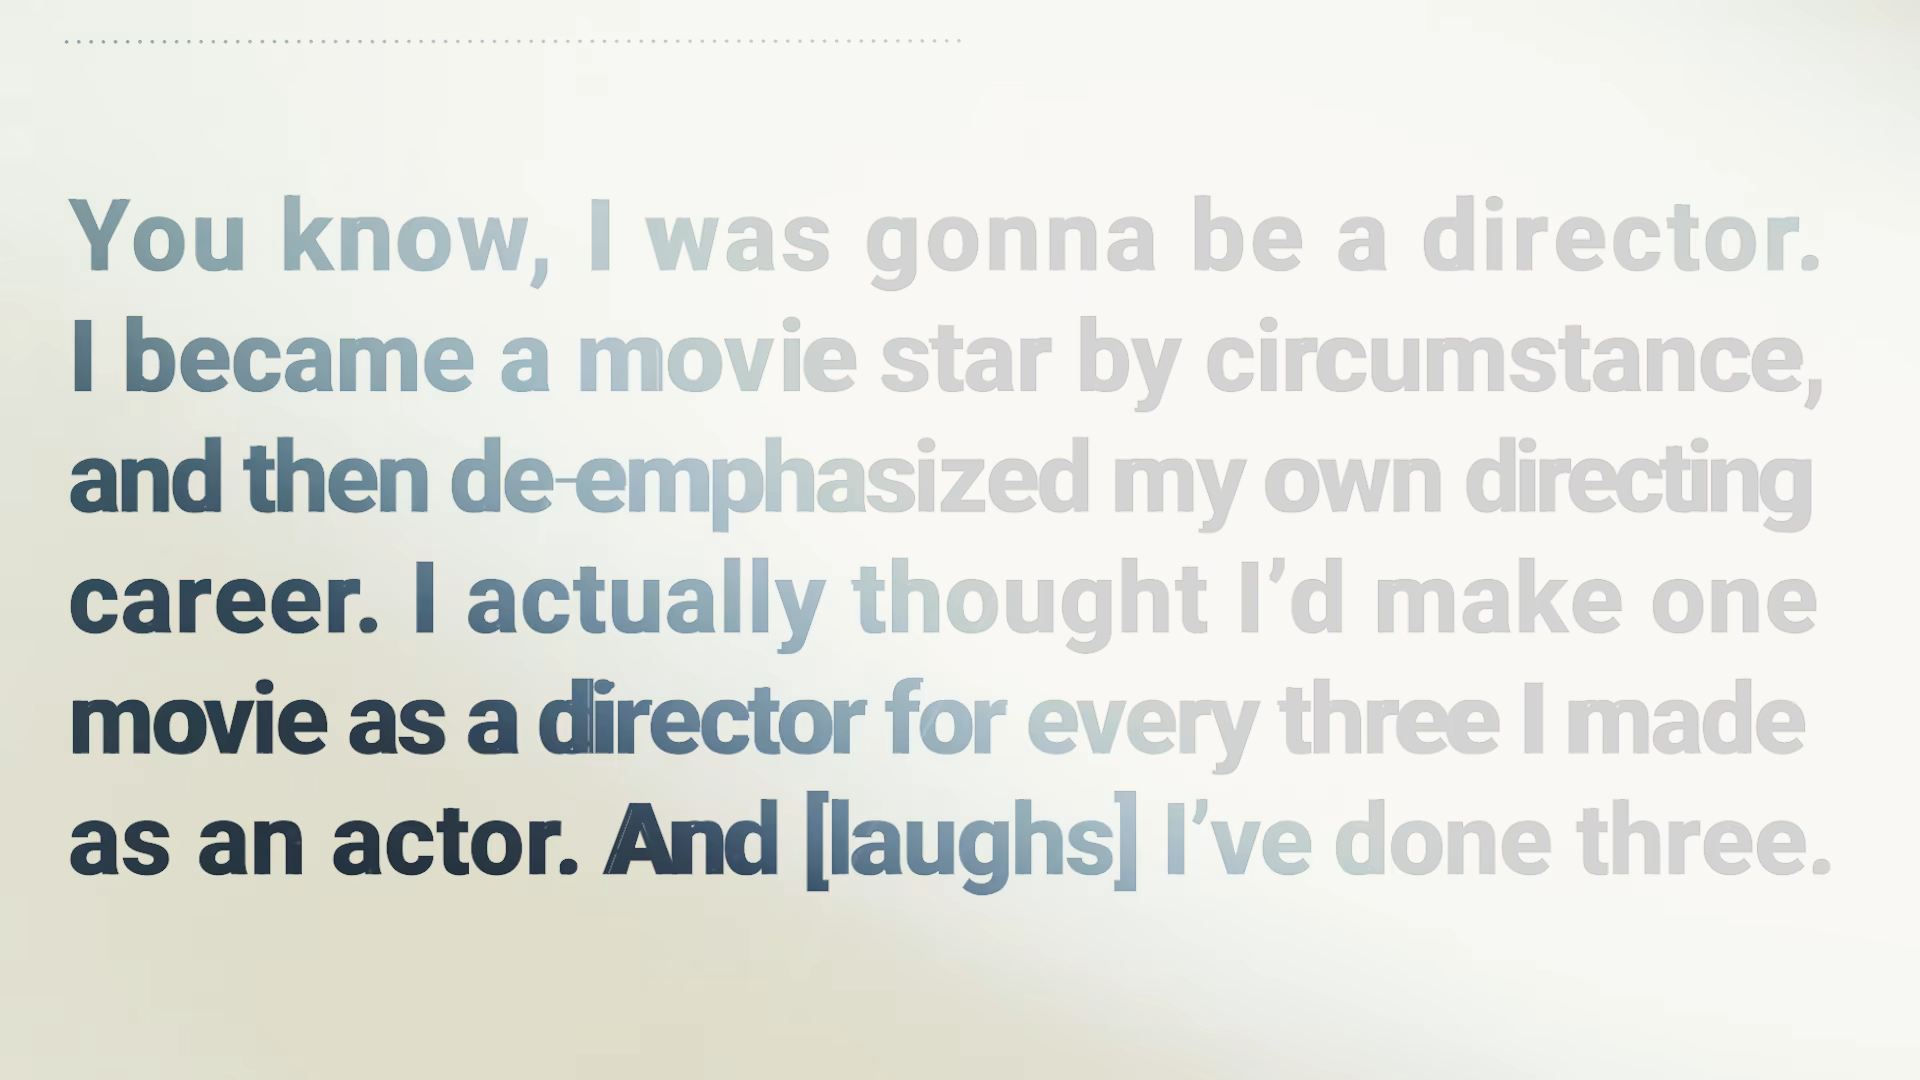 You know, I was gonna be a director.
I became a movie star by circumstance,
and then de-emphasized my own directing
career. I actually thought I’d make one
movie as a director for every three I made
as an actor. And [laughs] I’ve done three.